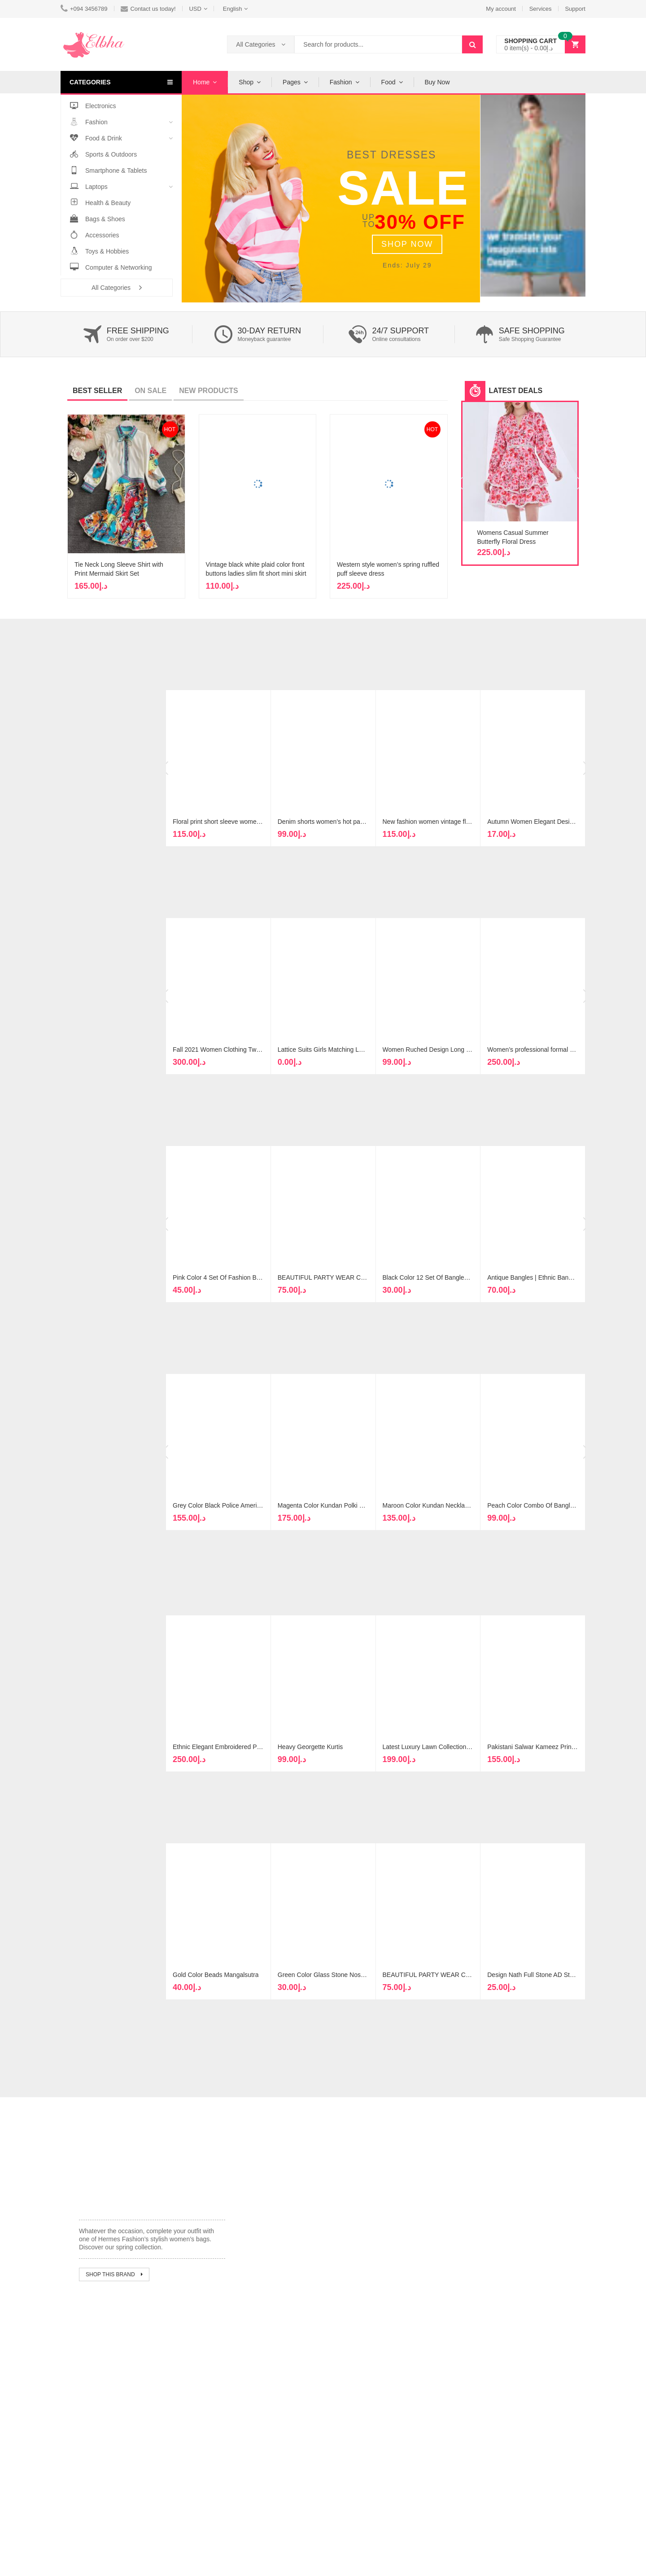 +094 3456789
Contact us today!
USD
English
My account
Services
Support
Elbha
All Categories
Search for products...
SHOPPING CART
0
0 item(s) - 0.00د.إ
CATEGORIES
Home
Shop
Pages
Fashion
Food
Buy Now
Electronics
Fashion
Food & Drink
Sports & Outdoors
Smartphone & Tablets
Laptops
Health & Beauty
Bags & Shoes
Accessories
Toys & Hobbies
Computer & Networking
All Categories
BEST DRESSES
SALE
UP TO 30% OFF
SHOP NOW
Ends: July 29
we translate your
imagination into
Design...
FREE SHIPPING
On order over $200
30-DAY RETURN
Moneyback guarantee
24/7 SUPPORT
Online consultations
SAFE SHOPPING
Safe Shopping Guarantee
BEST SELLER
ON SALE
NEW PRODUCTS
HOT
Tie Neck Long Sleeve Shirt with
Print Mermaid Skirt Set
165.00د.إ
Vintage black white plaid color front
buttons ladies slim fit short mini skirt
110.00د.إ
HOT
Western style women's spring ruffled
puff sleeve dress
225.00د.إ
LATEST DEALS
Womens Casual Summer
Butterfly Floral Dress
225.00د.إ
Floral print short sleeve wome...
115.00د.إ
Denim shorts women's hot pa...
99.00د.إ
New fashion women vintage fl...
115.00د.إ
Autumn Women Elegant Desi...
17.00د.إ
Fall 2021 Women Clothing Tw...
300.00د.إ
Lattice Suits Girls Matching L...
0.00د.إ
Women Ruched Design Long ...
99.00د.إ
Women's professional formal ...
250.00د.إ
Pink Color 4 Set Of Fashion B...
45.00د.إ
BEAUTIFUL PARTY WEAR C...
75.00د.إ
Black Color 12 Set Of Bangle...
30.00د.إ
Antique Bangles | Ethnic Ban...
70.00د.إ
Grey Color Black Police Ameri...
155.00د.إ
Magenta Color Kundan Polki ...
175.00د.إ
Maroon Color Kundan Neckla...
135.00د.إ
Peach Color Combo Of Bangl...
99.00د.إ
Ethnic Elegant Embroidered P...
250.00د.إ
Heavy Georgette Kurtis
99.00د.إ
Latest Luxury Lawn Collection...
199.00د.إ
Pakistani Salwar Kameez Prin...
155.00د.إ
Gold Color Beads Mangalsutra
40.00د.إ
Green Color Glass Stone Nos...
30.00د.إ
BEAUTIFUL PARTY WEAR C...
75.00د.إ
Design Nath Full Stone AD St...
25.00د.إ
Whatever the occasion, complete your outfit with
one of Hermes Fashion's stylish women's bags.
Discover our spring collection.
SHOP THIS BRAND